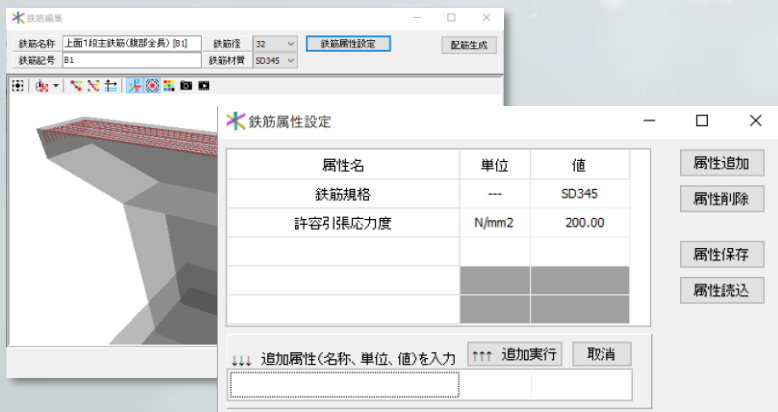 鉄筋編集
鉄筋名称 上面1段主鉄筋(腹部全長) [B1] 鉄筋径 32 鉄筋属性設定 配筋生成
鉄筋記号 B1 鉄筋材質 SD345
鉄筋属性設定
属性名 単位 値 属性追加
鉄筋規格 --- SD345 属性削除
許容引張応力度 N/mm2 200.00
属性保存
属性読込
↓↓↓ 追加属性(名称、単位、値)を入力 ↑↑↑ 追加実行 取消